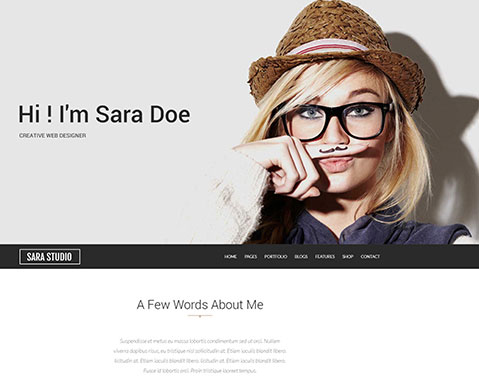 Hi ! I'm Sara Doe
CREATIVE WEB DESIGNER
SARA STUDIO
HOME PAGES PORTFOLIO BLOGS FEATURES SHOP CONTACT
A Few Words About Me
Suspendisse at metus eu massa lobortis condimentum sed ut orci. Nullam
viverra dapibus risus, eu tristique nisl sollicitudin at. Etiam iaculis blandit libero,
tristique at. Etiam iaculis blandit libero. Etiam iaculis blandit libero
Fusce id lobortis orci. Proin tristique laoreet tempus.